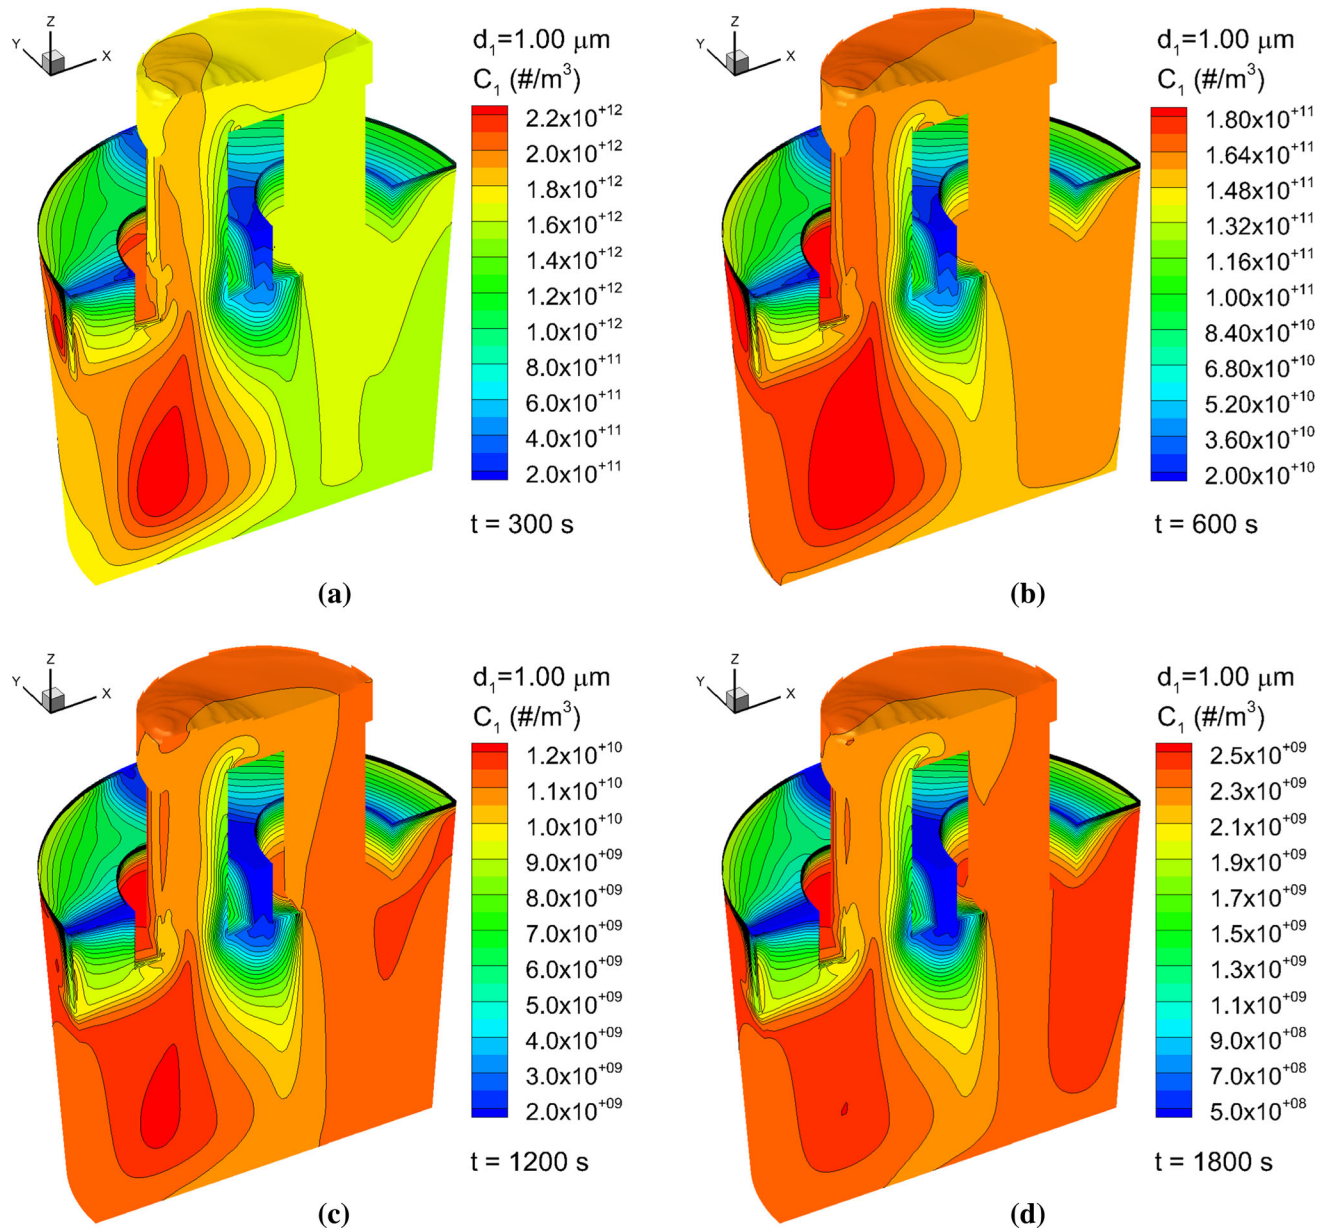 Z
Y
X
d₁=1.00 μm
C₁ (#/m³)
2.2x10⁺¹²
2.0x10⁺¹²
1.8x10⁺¹²
1.6x10⁺¹²
1.4x10⁺¹²
1.2x10⁺¹²
1.0x10⁺¹²
8.0x10⁺¹¹
6.0x10⁺¹¹
4.0x10⁺¹¹
2.0x10⁺¹¹
t = 300 s
(a)
Z
Y
X
d₁=1.00 μm
C₁ (#/m³)
1.80x10⁺¹¹
1.64x10⁺¹¹
1.48x10⁺¹¹
1.32x10⁺¹¹
1.16x10⁺¹¹
1.00x10⁺¹¹
8.40x10⁺¹⁰
6.80x10⁺¹⁰
5.20x10⁺¹⁰
3.60x10⁺¹⁰
2.00x10⁺¹⁰
t = 600 s
(b)
Z
Y
X
d₁=1.00 μm
C₁ (#/m³)
1.2x10⁺¹⁰
1.1x10⁺¹⁰
1.0x10⁺¹⁰
9.0x10⁺⁰⁹
8.0x10⁺⁰⁹
7.0x10⁺⁰⁹
6.0x10⁺⁰⁹
5.0x10⁺⁰⁹
4.0x10⁺⁰⁹
3.0x10⁺⁰⁹
2.0x10⁺⁰⁹
t = 1200 s
(c)
Z
Y
X
d₁=1.00 μm
C₁ (#/m³)
2.5x10⁺⁰⁹
2.3x10⁺⁰⁹
2.1x10⁺⁰⁹
1.9x10⁺⁰⁹
1.7x10⁺⁰⁹
1.5x10⁺⁰⁹
1.3x10⁺⁰⁹
1.1x10⁺⁰⁹
9.0x10⁺⁰⁸
7.0x10⁺⁰⁸
5.0x10⁺⁰⁸
t = 1800 s
(d)